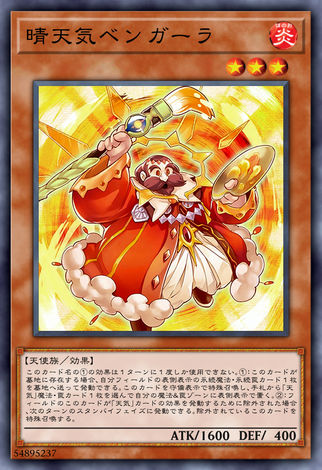 晴天気ベンガーラ
ほのお
炎
【天使族/効果】
このカード名の①の効果は1ターンに1度しか使用できない。①:このカードが
墓地に存在する場合、自分フィールドの表側表示の永続魔法・永続罠カード1枚
を墓地へ送って発動できる。このカードを守備表示で特殊召喚し、手札から「天
気」魔法・罠カード1枚を選んで自分の魔法&罠ゾーンに表側表示で置く。②:フ
ィールドのこのカードが「天気」カードの効果を発動するために除外された場合
、次のターンのスタンバイフェイズに発動できる。除外されているこのカードを
特殊召喚する。
ATK/1600 DEF/ 400
54895237